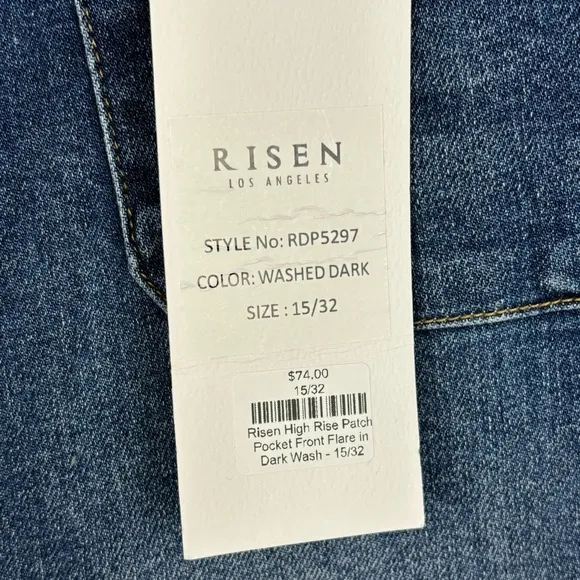 RISEN
LOS ANGELES
STYLE No: RDP5297
COLOR: WASHED DARK
SIZE : 15/32
$74.00
15/32
Risen High Rise Patch
Pocket Front Flare in
Dark Wash - 15/32